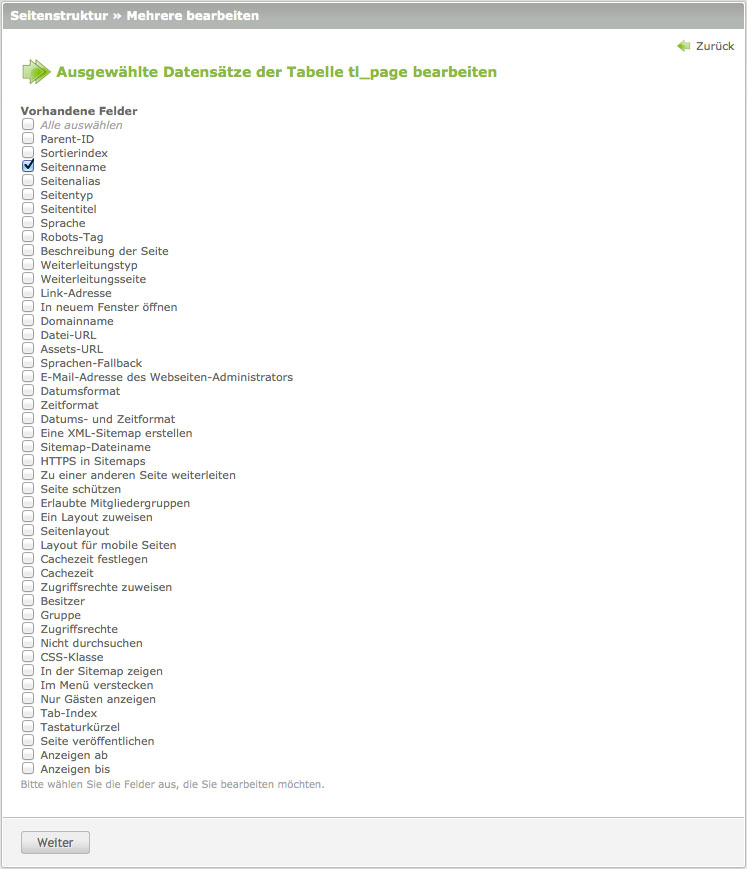 Seitenstruktur » Mehrere bearbeiten
Zurück
Ausgewählte Datensätze der Tabelle tl_page bearbeiten
Vorhandene Felder
Alle auswählen
Parent-ID
Sortierindex
Seitenname
Seitenalias
Seitentyp
Seitentitel
Sprache
Robots-Tag
Beschreibung der Seite
Weiterleitungstyp
Weiterleitungsseite
Link-Adresse
In neuem Fenster öffnen
Domainname
Datei-URL
Assets-URL
Sprachen-Fallback
E-Mail-Adresse des Webseiten-Administrators
Datumsformat
Zeitformat
Datums- und Zeitformat
Eine XML-Sitemap erstellen
Sitemap-Dateiname
HTTPS in Sitemaps
Zu einer anderen Seite weiterleiten
Seite schützen
Erlaubte Mitgliedergruppen
Ein Layout zuweisen
Seitenlayout
Layout für mobile Seiten
Cachezeit festlegen
Cachezeit
Zugriffsrechte zuweisen
Besitzer
Gruppe
Zugriffsrechte
Nicht durchsuchen
CSS-Klasse
In der Sitemap zeigen
Im Menü verstecken
Nur Gästen anzeigen
Tab-Index
Tastaturkürzel
Seite veröffentlichen
Anzeigen ab
Anzeigen bis
Bitte wählen Sie die Felder aus, die Sie bearbeiten möchten.
Weiter